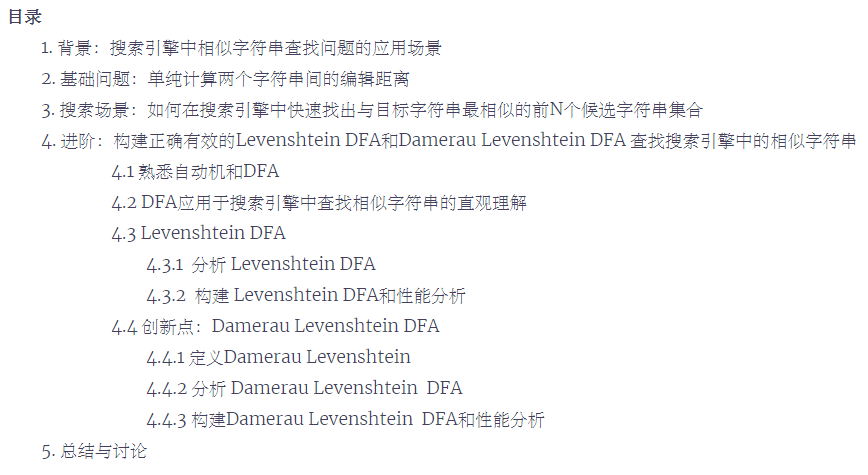 目录
1. 背景：搜索引擎中相似字符串查找问题的应用场景
2. 基础问题：单纯计算两个字符串间的编辑距离
3. 搜索场景：如何在搜索引擎中快速找出与目标字符串最相似的前N个候选字符串集合
4. 进阶：构建正确有效的Levenshtein DFA和Damerau Levenshtein DFA 查找搜索引擎中的相似字符串
4.1 熟悉自动机和DFA
4.2 DFA应用于搜索引擎中查找相似字符串的直观理解
4.3 Levenshtein DFA
4.3.1 分析 Levenshtein DFA
4.3.2 构建 Levenshtein DFA和性能分析
4.4 创新点：Damerau Levenshtein DFA
4.4.1 定义Damerau Levenshtein
4.4.2 分析 Damerau Levenshtein DFA
4.4.3 构建Damerau Levenshtein DFA和性能分析
5. 总结与讨论